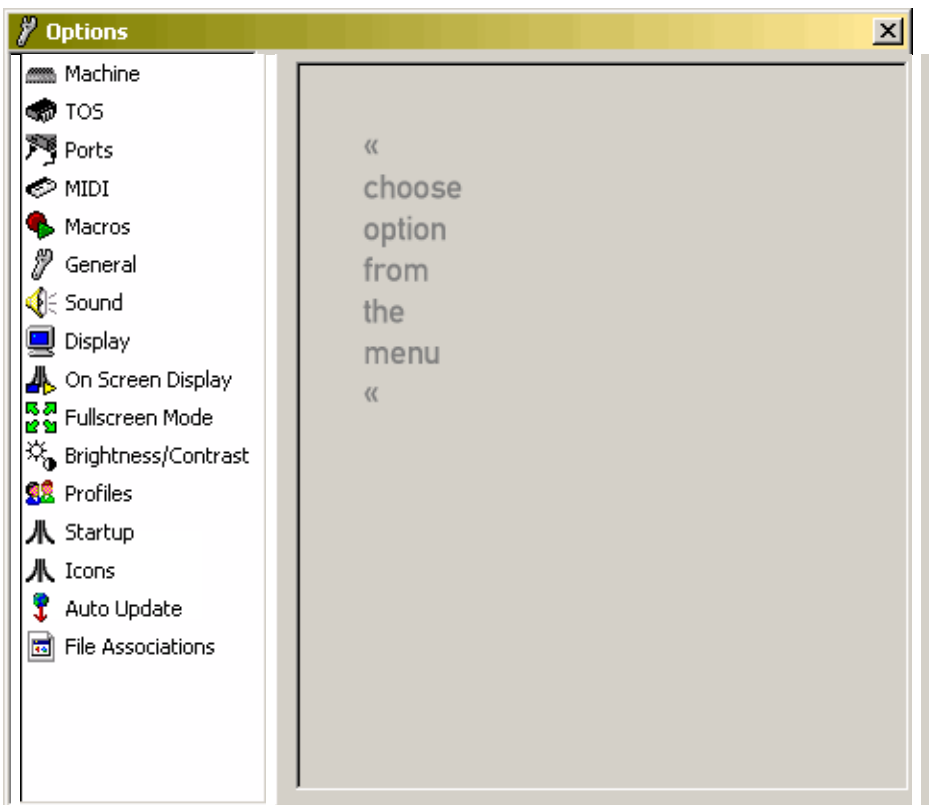 Options
Machine
TOS
Ports
MIDI
Macros
General
Sound
Display
On Screen Display
Fullscreen Mode
Brightness/Contrast
Profiles
Startup
Icons
Auto Update
File Associations
«
choose
option
from
the
menu
«